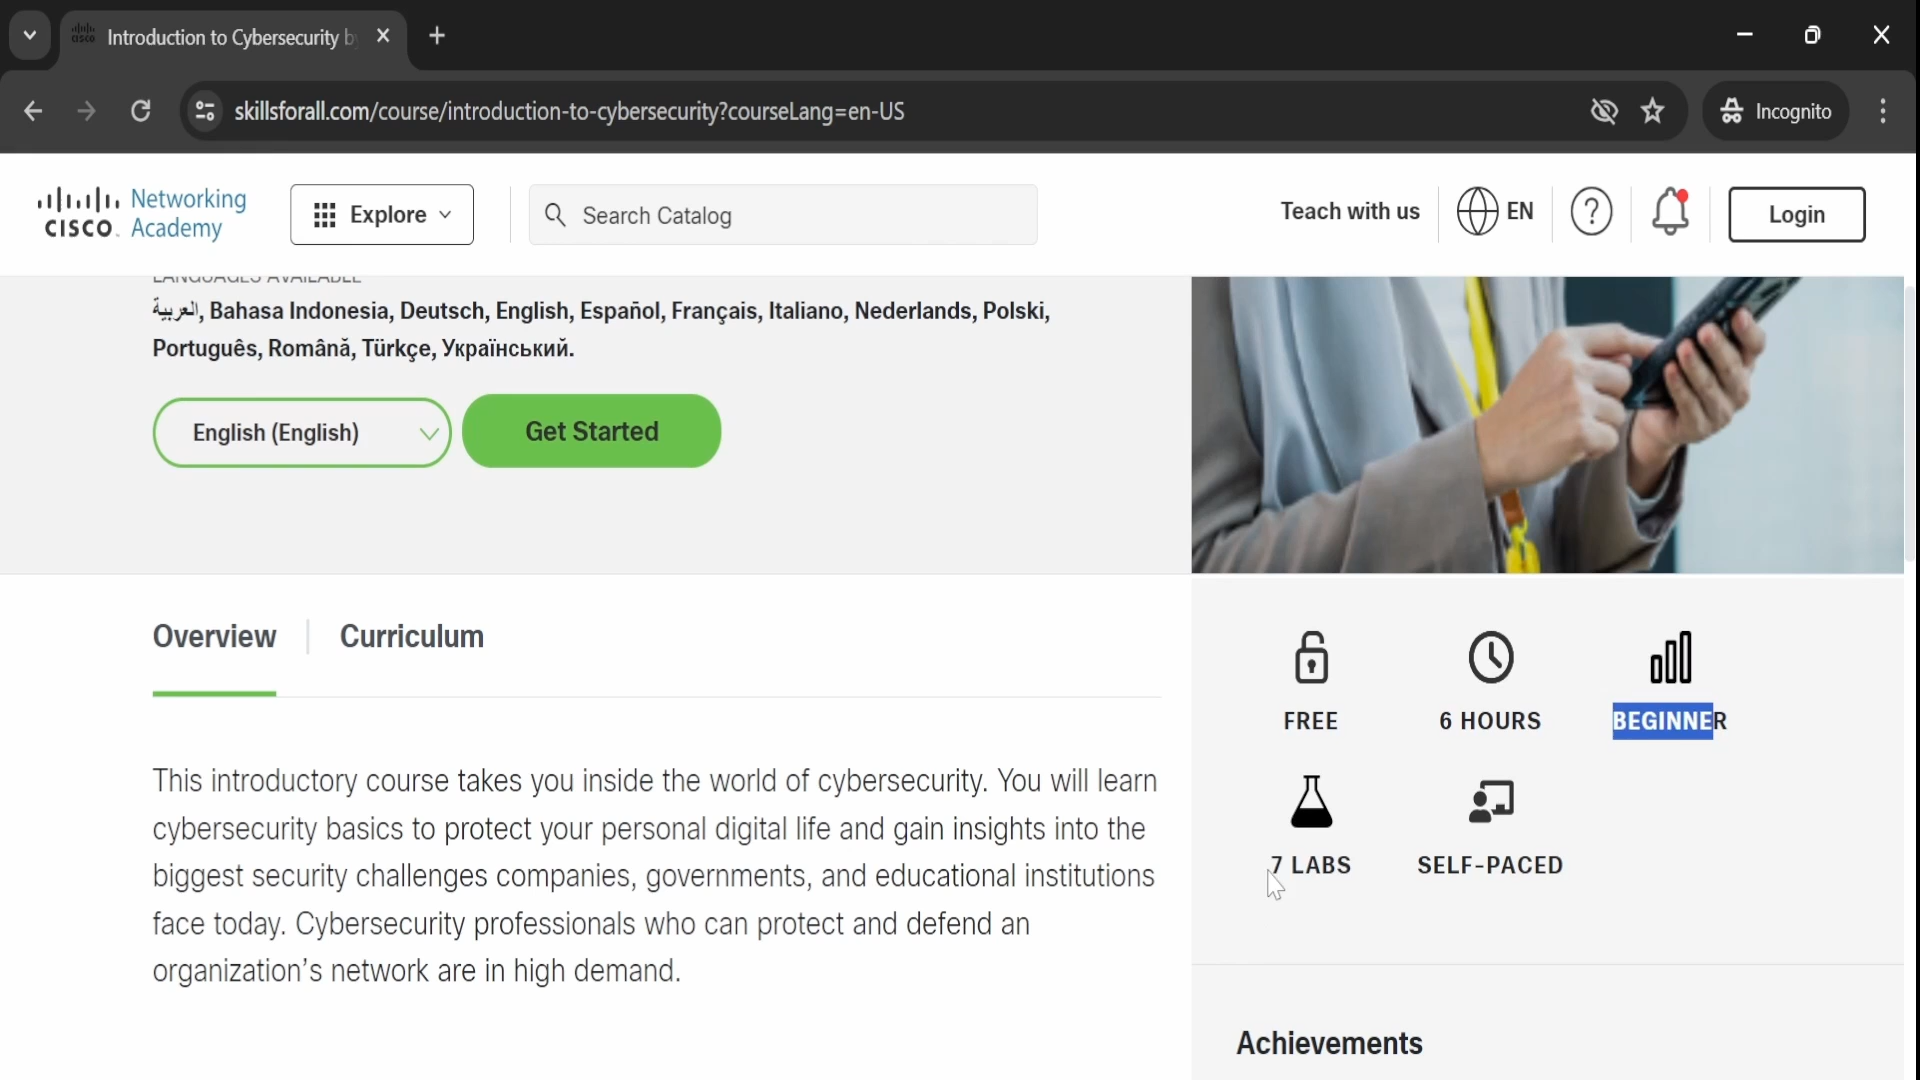 Introduction to Cybersecurity b
skillsforall.com/course/introduction-to-cybersecurity?courseLang=en-US
Incognito
CISCO Networking Academy
Explore
Search Catalog
Teach with us
EN
Login
LANGUAGES AVAILABLE
العربية, Bahasa Indonesia, Deutsch, English, Español, Français, Italiano, Nederlands, Polski,
Português, Română, Türkçe, Український.
English (English)
Get Started
Overview
Curriculum
FREE
6 HOURS
BEGINNER
7 LABS
SELF-PACED
This introductory course takes you inside the world of cybersecurity. You will learn
cybersecurity basics to protect your personal digital life and gain insights into the
biggest security challenges companies, governments, and educational institutions
face today. Cybersecurity professionals who can protect and defend an
organization’s network are in high demand.
Achievements